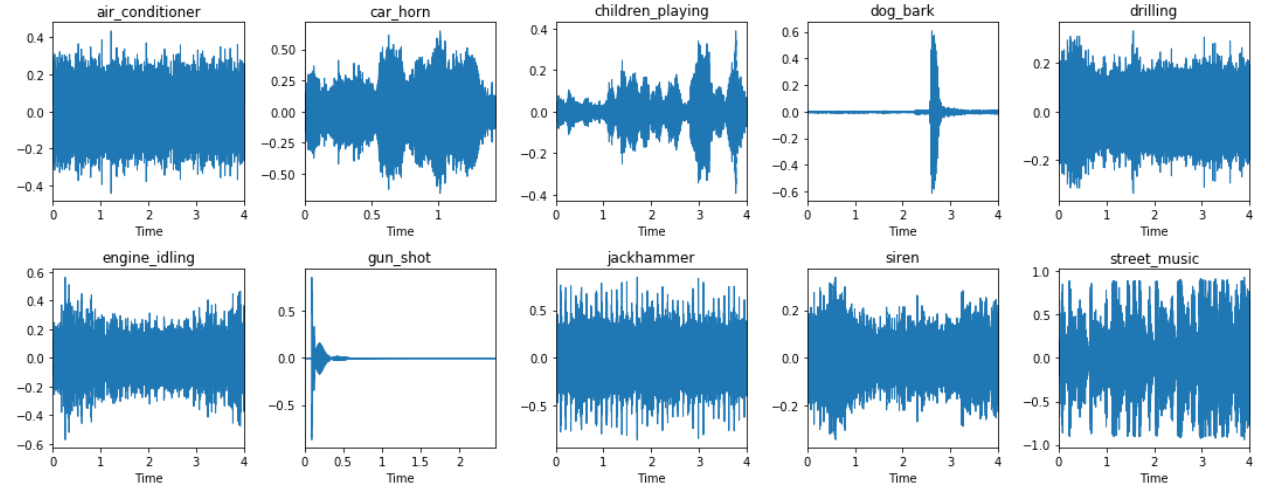 air_conditioner
car_horn
children_playing
dog_bark
drilling
0.4
0.2
0.0
−0.2
−0.4
0 1 2 3 4
Time
0.50
0.25
0.00
−0.25
−0.50
0 0.5 1
Time
0.4
0.2
0.0
−0.2
−0.4
0 1 2 3 4
Time
0.6
0.4
0.2
0.0
−0.2
−0.4
−0.6
0 1 2 3 4
Time
0.2
0.0
−0.2
0 1 2 3 4
Time
engine_idling
gun_shot
jackhammer
siren
street_music
0.6
0.4
0.2
0.0
−0.2
−0.4
−0.6
0 1 2 3 4
Time
0.5
0.0
−0.5
0 0.5 1 1.5 2
Time
0.5
0.0
−0.5
0 1 2 3 4
Time
0.2
0.0
−0.2
0 1 2 3 4
Time
1.0
0.5
0.0
−0.5
−1.0
0 1 2 3 4
Time